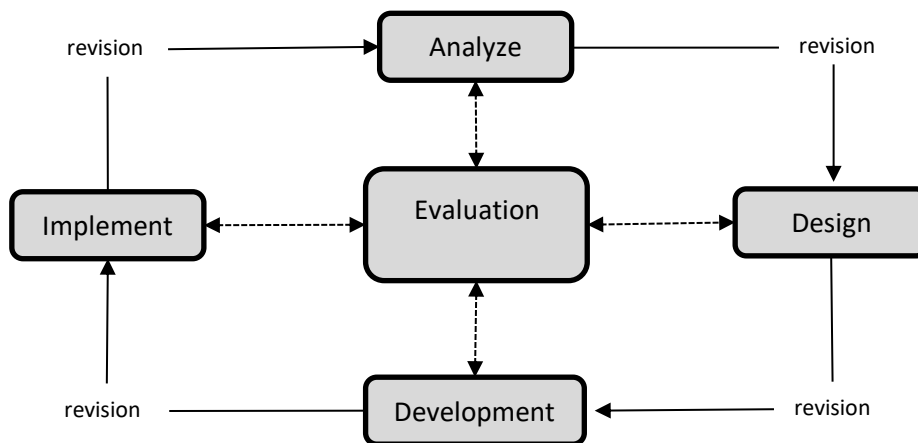 revision
Analyze
revision
Implement
Evaluation
Design
revision
Development
revision